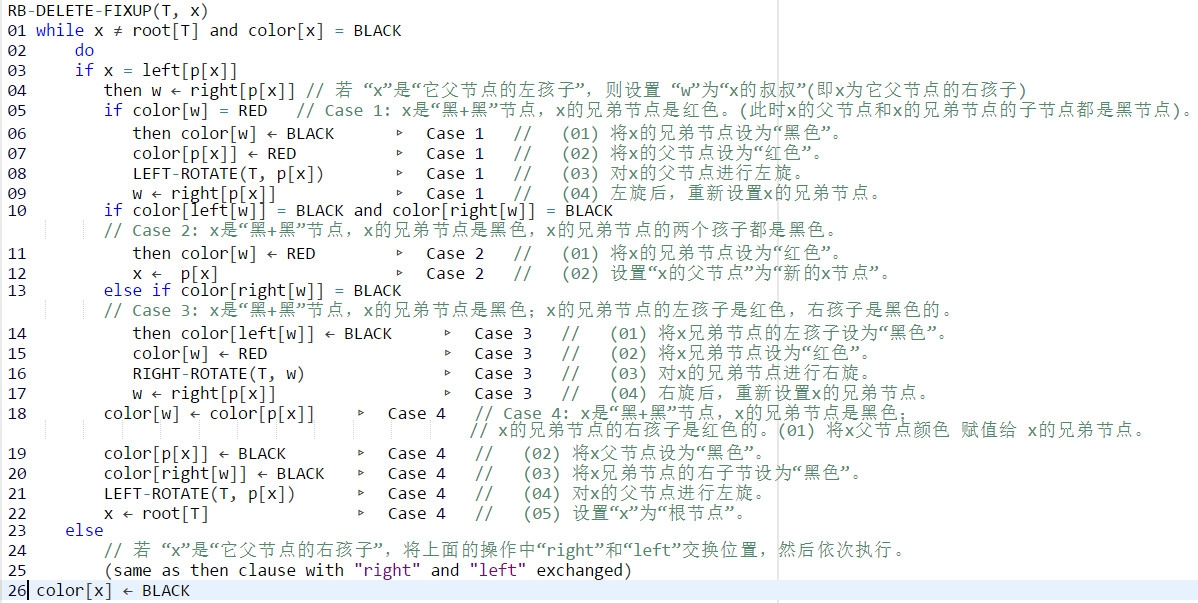 RB-DELETE-FIXUP(T, x)
01 while x ≠ root[T] and color[x] = BLACK
02 do
03 if x = left[p[x]]
04 then w ← right[p[x]] // 若 “x”是“它父节点的左孩子”，则设置 “w”为“x的叔叔”(即x为它父节点的右孩子)
05 if color[w] = RED // Case 1: x是“黑+黑”节点，x的兄弟节点是红色。(此时x的父节点和x的兄弟节点的子节点都是黑节点)。
06 then color[w] ← BLACK ▹ Case 1 // (01) 将x的兄弟节点设为“黑色”。
07 color[p[x]] ← RED ▹ Case 1 // (02) 将x的父节点设为“红色”。
08 LEFT-ROTATE(T, p[x]) ▹ Case 1 // (03) 对x的父节点进行左旋。
09 w ← right[p[x]] ▹ Case 1 // (04) 左旋后，重新设置x的兄弟节点。
10 if color[left[w]] = BLACK and color[right[w]] = BLACK
// Case 2: x是“黑+黑”节点，x的兄弟节点是黑色，x的兄弟节点的两个孩子都是黑色。
11 then color[w] ← RED ▹ Case 2 // (01) 将x的兄弟节点设为“红色”。
12 x ← p[x] ▹ Case 2 // (02) 设置“x的父节点”为“新的x节点”。
13 else if color[right[w]] = BLACK
// Case 3: x是“黑+黑”节点，x的兄弟节点是黑色；x的兄弟节点的左孩子是红色，右孩子是黑色的。
14 then color[left[w]] ← BLACK ▹ Case 3 // (01) 将x兄弟节点的左孩子设为“黑色”。
15 color[w] ← RED ▹ Case 3 // (02) 将x兄弟节点设为“红色”。
16 RIGHT-ROTATE(T, w) ▹ Case 3 // (03) 对x的兄弟节点进行右旋。
17 w ← right[p[x]] ▹ Case 3 // (04) 右旋后，重新设置x的兄弟节点。
18 color[w] ← color[p[x]] ▹ Case 4 // Case 4: x是“黑+黑”节点，x的兄弟节点是黑色；
// x的兄弟节点的右孩子是红色的。(01) 将x父节点颜色 赋值给 x的兄弟节点。
19 color[p[x]] ← BLACK ▹ Case 4 // (02) 将x父节点设为“黑色”。
20 color[right[w]] ← BLACK ▹ Case 4 // (03) 将x兄弟节点的右子节设为“黑色”。
21 LEFT-ROTATE(T, p[x]) ▹ Case 4 // (04) 对x的父节点进行左旋。
22 x ← root[T] ▹ Case 4 // (05) 设置“x”为“根节点”。
23 else
24 // 若 “x”是“它父节点的右孩子”，将上面的操作中“right”和“left”交换位置，然后依次执行。
25 (same as then clause with "right" and "left" exchanged)
26 color[x] ← BLACK